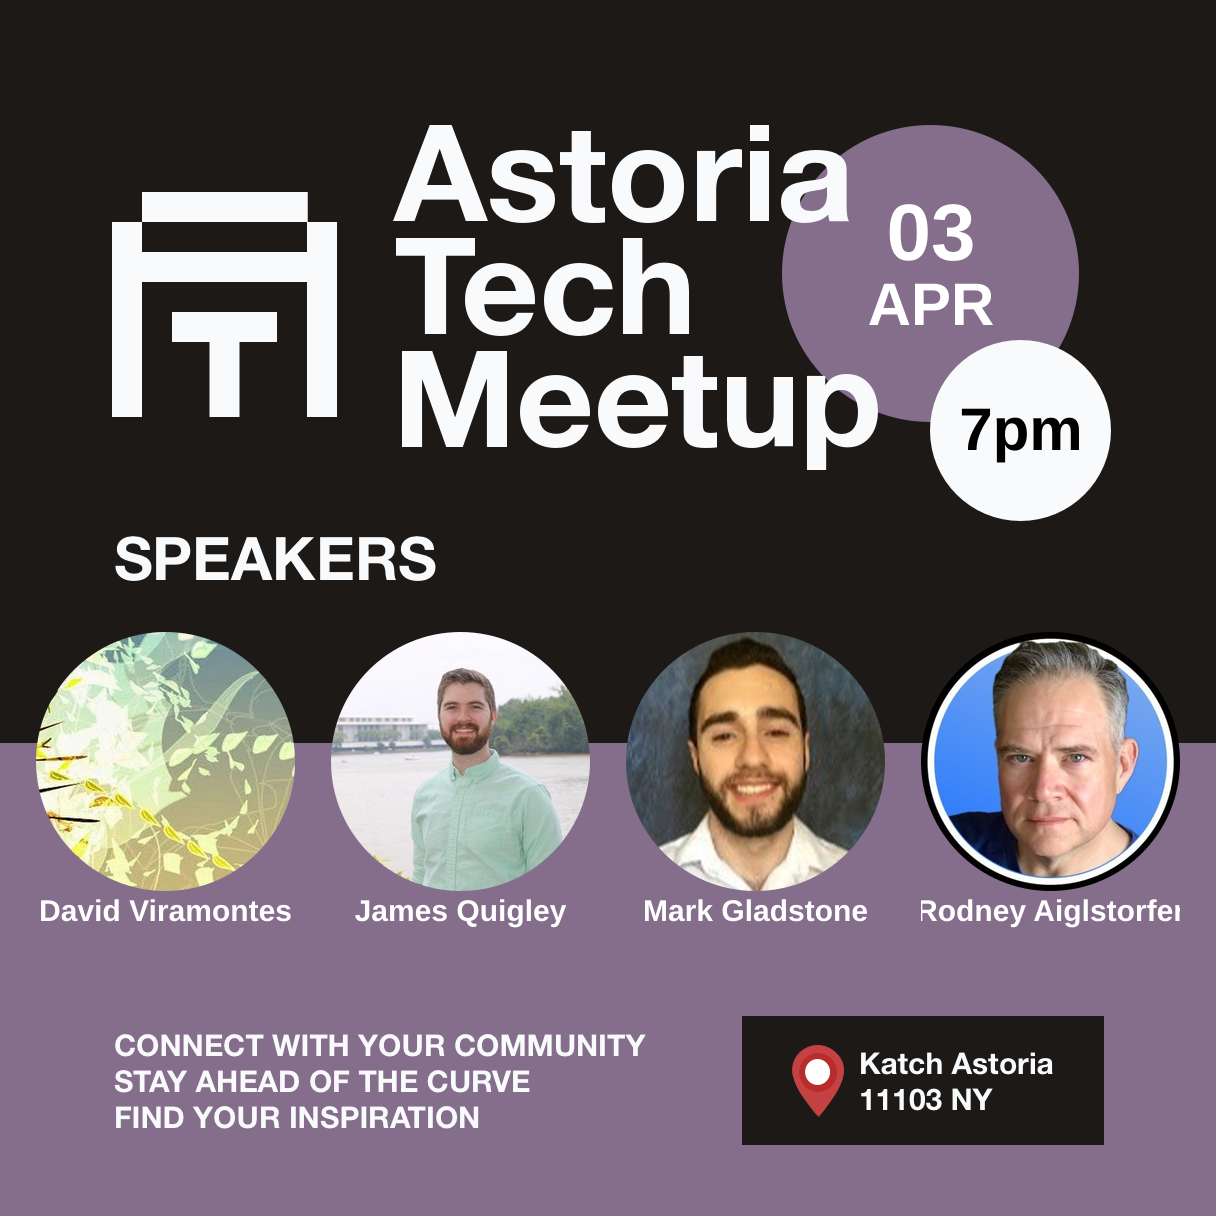 Astoria
Tech
Meetup
03
APR
7pm
SPEAKERS
David Viramontes
James Quigley
Mark Gladstone
Rodney Aiglstorfer
CONNECT WITH YOUR COMMUNITY
STAY AHEAD OF THE CURVE
FIND YOUR INSPIRATION
Katch Astoria
11103 NY